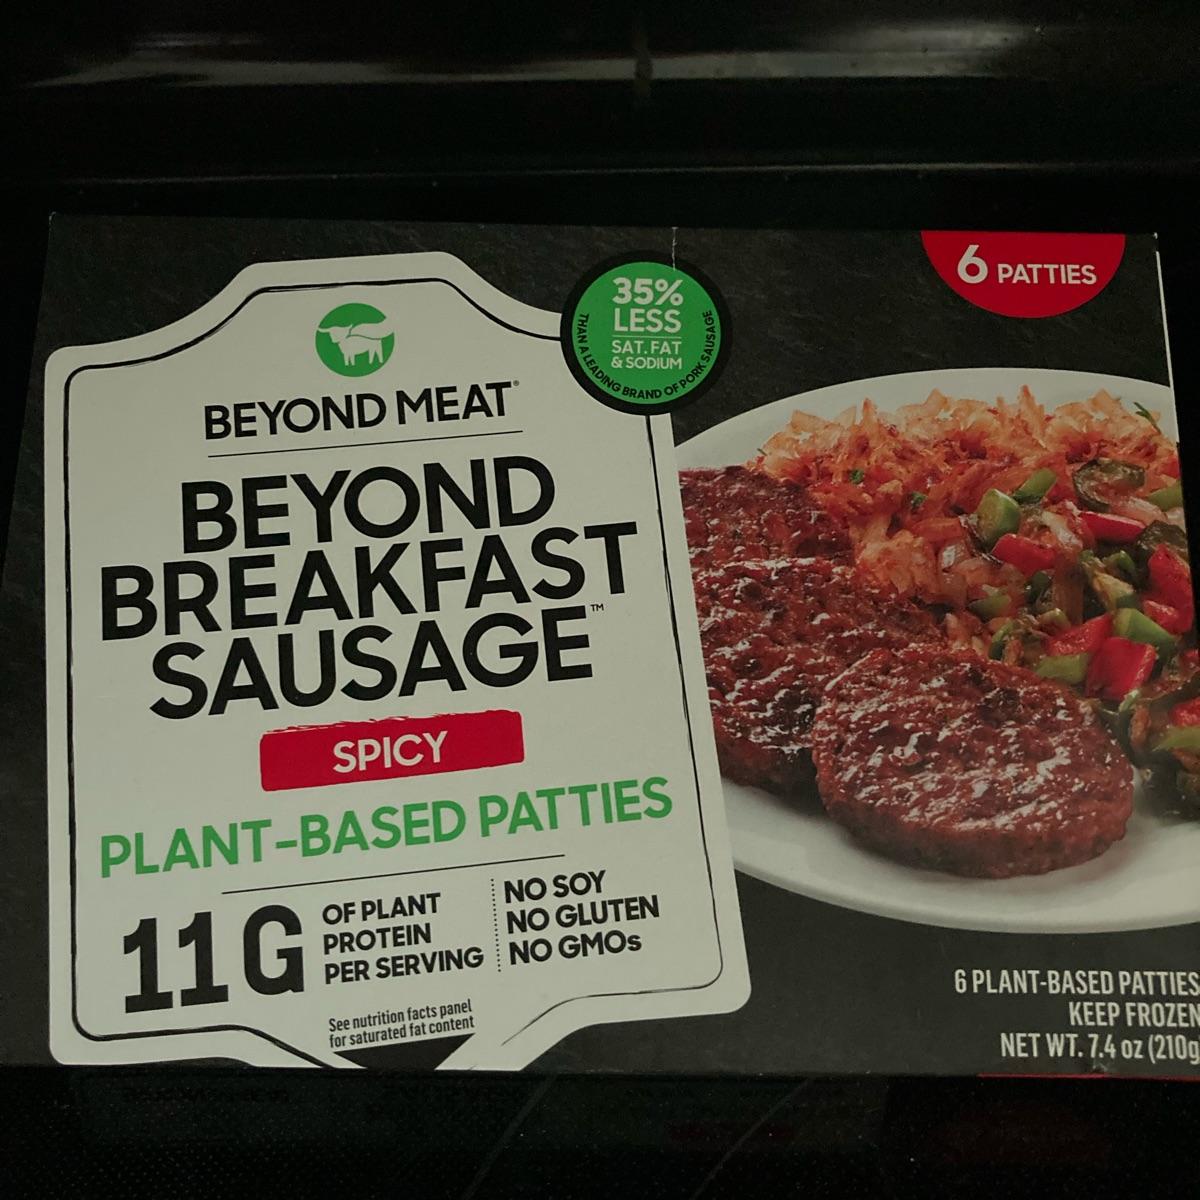 6 PATTIES
35%
LESS
SAT. FAT
& SODIUM
THAN A LEADING BRAND OF PORK SAUSAGE
BEYOND MEAT®
BEYOND
BREAKFAST
SAUSAGE™
SPICY
PLANT-BASED PATTIES
11G
OF PLANT
PROTEIN
PER SERVING
NO SOY
NO GLUTEN
NO GMOs
See nutrition facts panel
for saturated fat content
6 PLANT-BASED PATTIES
KEEP FROZEN
NET WT. 7.4 oz (210g